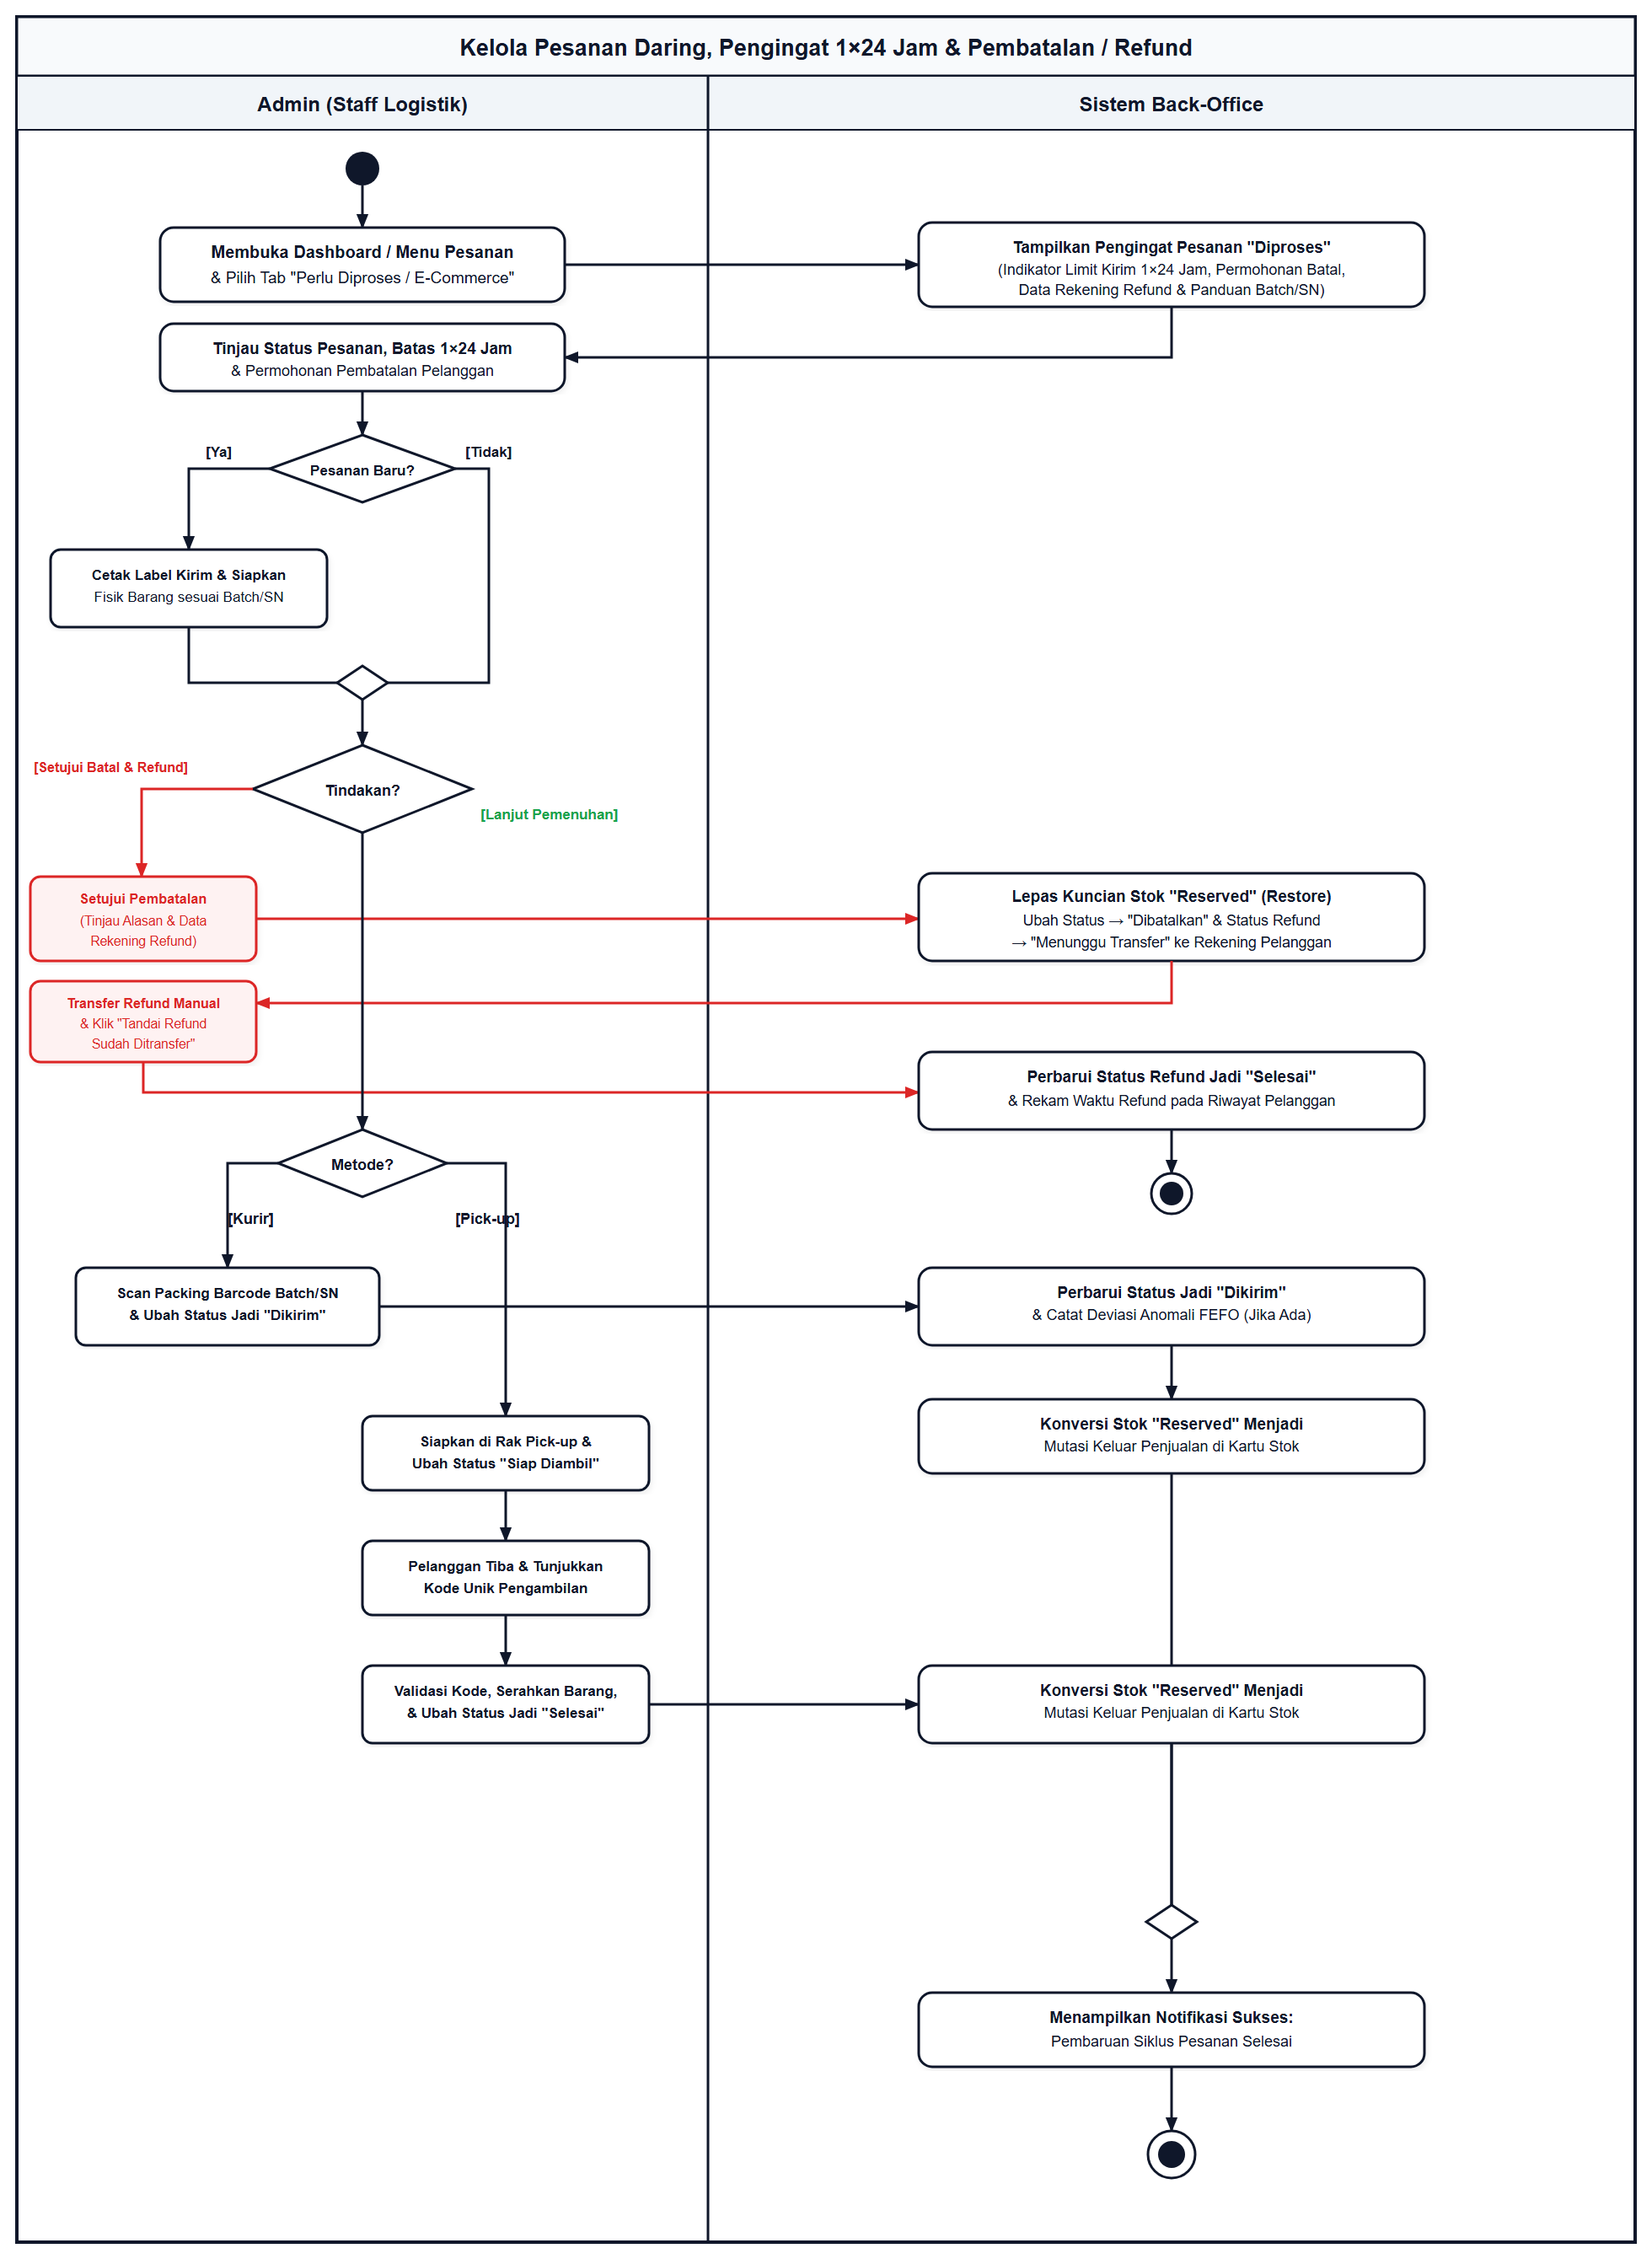 Kelola Pesanan Daring, Pengingat 1×24 Jam & Pembatalan / Refund
Admin (Staff Logistik)
Sistem Back-Office
Membuka Dashboard / Menu Pesanan
& Pilih Tab "Perlu Diproses / E-Commerce"
Tampilkan Pengingat Pesanan "Diproses"
(Indikator Limit Kirim 1×24 Jam, Permohonan Batal,
Data Rekening Refund & Panduan Batch/SN)
Tinjau Status Pesanan, Batas 1×24 Jam
& Permohonan Pembatalan Pelanggan
[Ya]
[Tidak]
Pesanan Baru?
Cetak Label Kirim & Siapkan
Fisik Barang sesuai Batch/SN
[Setujui Batal & Refund]
Tindakan?
[Lanjut Pemenuhan]
Setujui Pembatalan
(Tinjau Alasan & Data
Rekening Refund)
Lepas Kuncian Stok "Reserved" (Restore)
Ubah Status → "Dibatalkan" & Status Refund
→ "Menunggu Transfer" ke Rekening Pelanggan
Transfer Refund Manual
& Klik "Tandai Refund
Sudah Ditransfer"
Perbarui Status Refund Jadi "Selesai"
& Rekam Waktu Refund pada Riwayat Pelanggan
Metode?
[Kurir]
[Pick-up]
Scan Packing Barcode Batch/SN
& Ubah Status Jadi "Dikirim"
Perbarui Status Jadi "Dikirim"
& Catat Deviasi Anomali FEFO (Jika Ada)
Konversi Stok "Reserved" Menjadi
Mutasi Keluar Penjualan di Kartu Stok
Siapkan di Rak Pick-up &
Ubah Status "Siap Diambil"
Pelanggan Tiba & Tunjukkan
Kode Unik Pengambilan
Validasi Kode, Serahkan Barang,
& Ubah Status Jadi "Selesai"
Konversi Stok "Reserved" Menjadi
Mutasi Keluar Penjualan di Kartu Stok
Menampilkan Notifikasi Sukses:
Pembaruan Siklus Pesanan Selesai